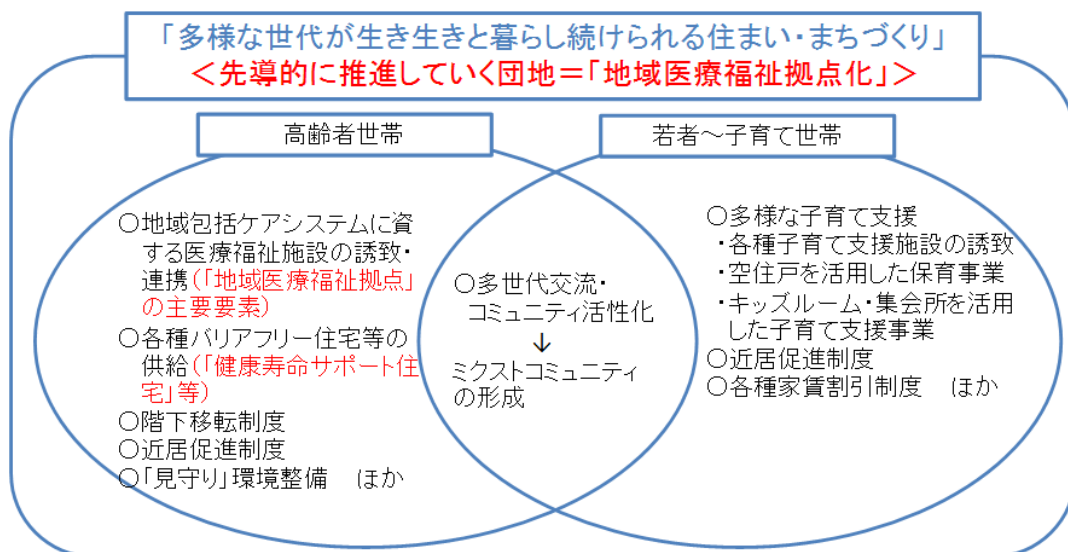 「多様な世代が生き生きと暮らし続けられる住まい・まちづくり」
<先導的に推進していく団地=「地域医療福祉拠点化」>
高齢者世帯
○地域包括ケアシステムに資
する医療福祉施設の誘致・
連携(「地域医療福祉拠点」
の主要要素)
○各種バリアフリー住宅等の
供給(「健康寿命サポート住
宅」等)
○階下移転制度
○近居促進制度
○「見守り」環境整備 ほか
○多世代交流・
コミュニティ活性化
↓
ミクストコミュニティ
の形成
若者~子育て世帯
○多様な子育て支援
・各種子育て支援施設の誘致
・空住戸を活用した保育事業
・キッズルーム・集会所を活用
した子育て支援事業
○近居促進制度
○各種家賃割引制度 ほか